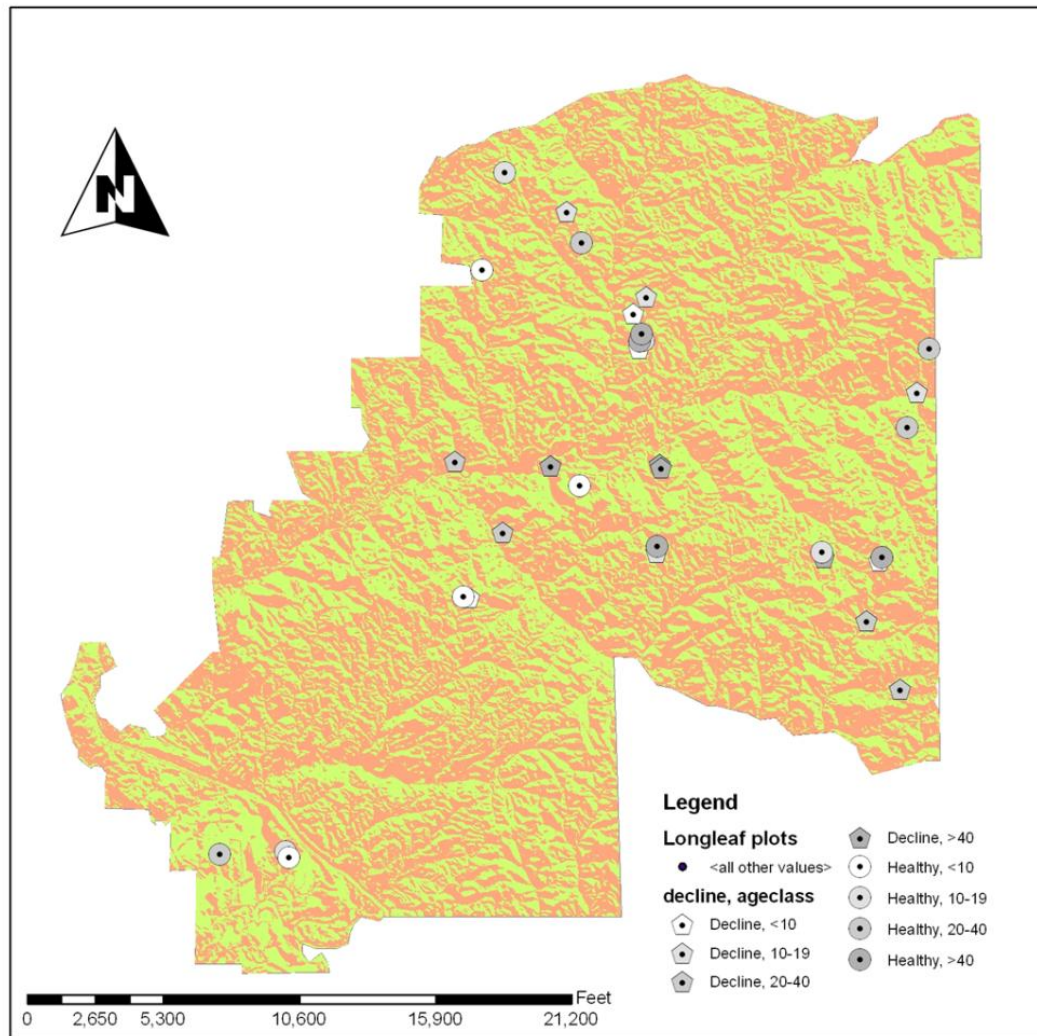 N
Legend
Longleaf plots
<all other values>
decline, ageclass
Decline, <10
Decline, 10-19
Decline, 20-40
Decline, >40
Healthy, <10
Healthy, 10-19
Healthy, 20-40
Healthy, >40
Feet
0 2,650 5,300 10,600 15,900 21,200